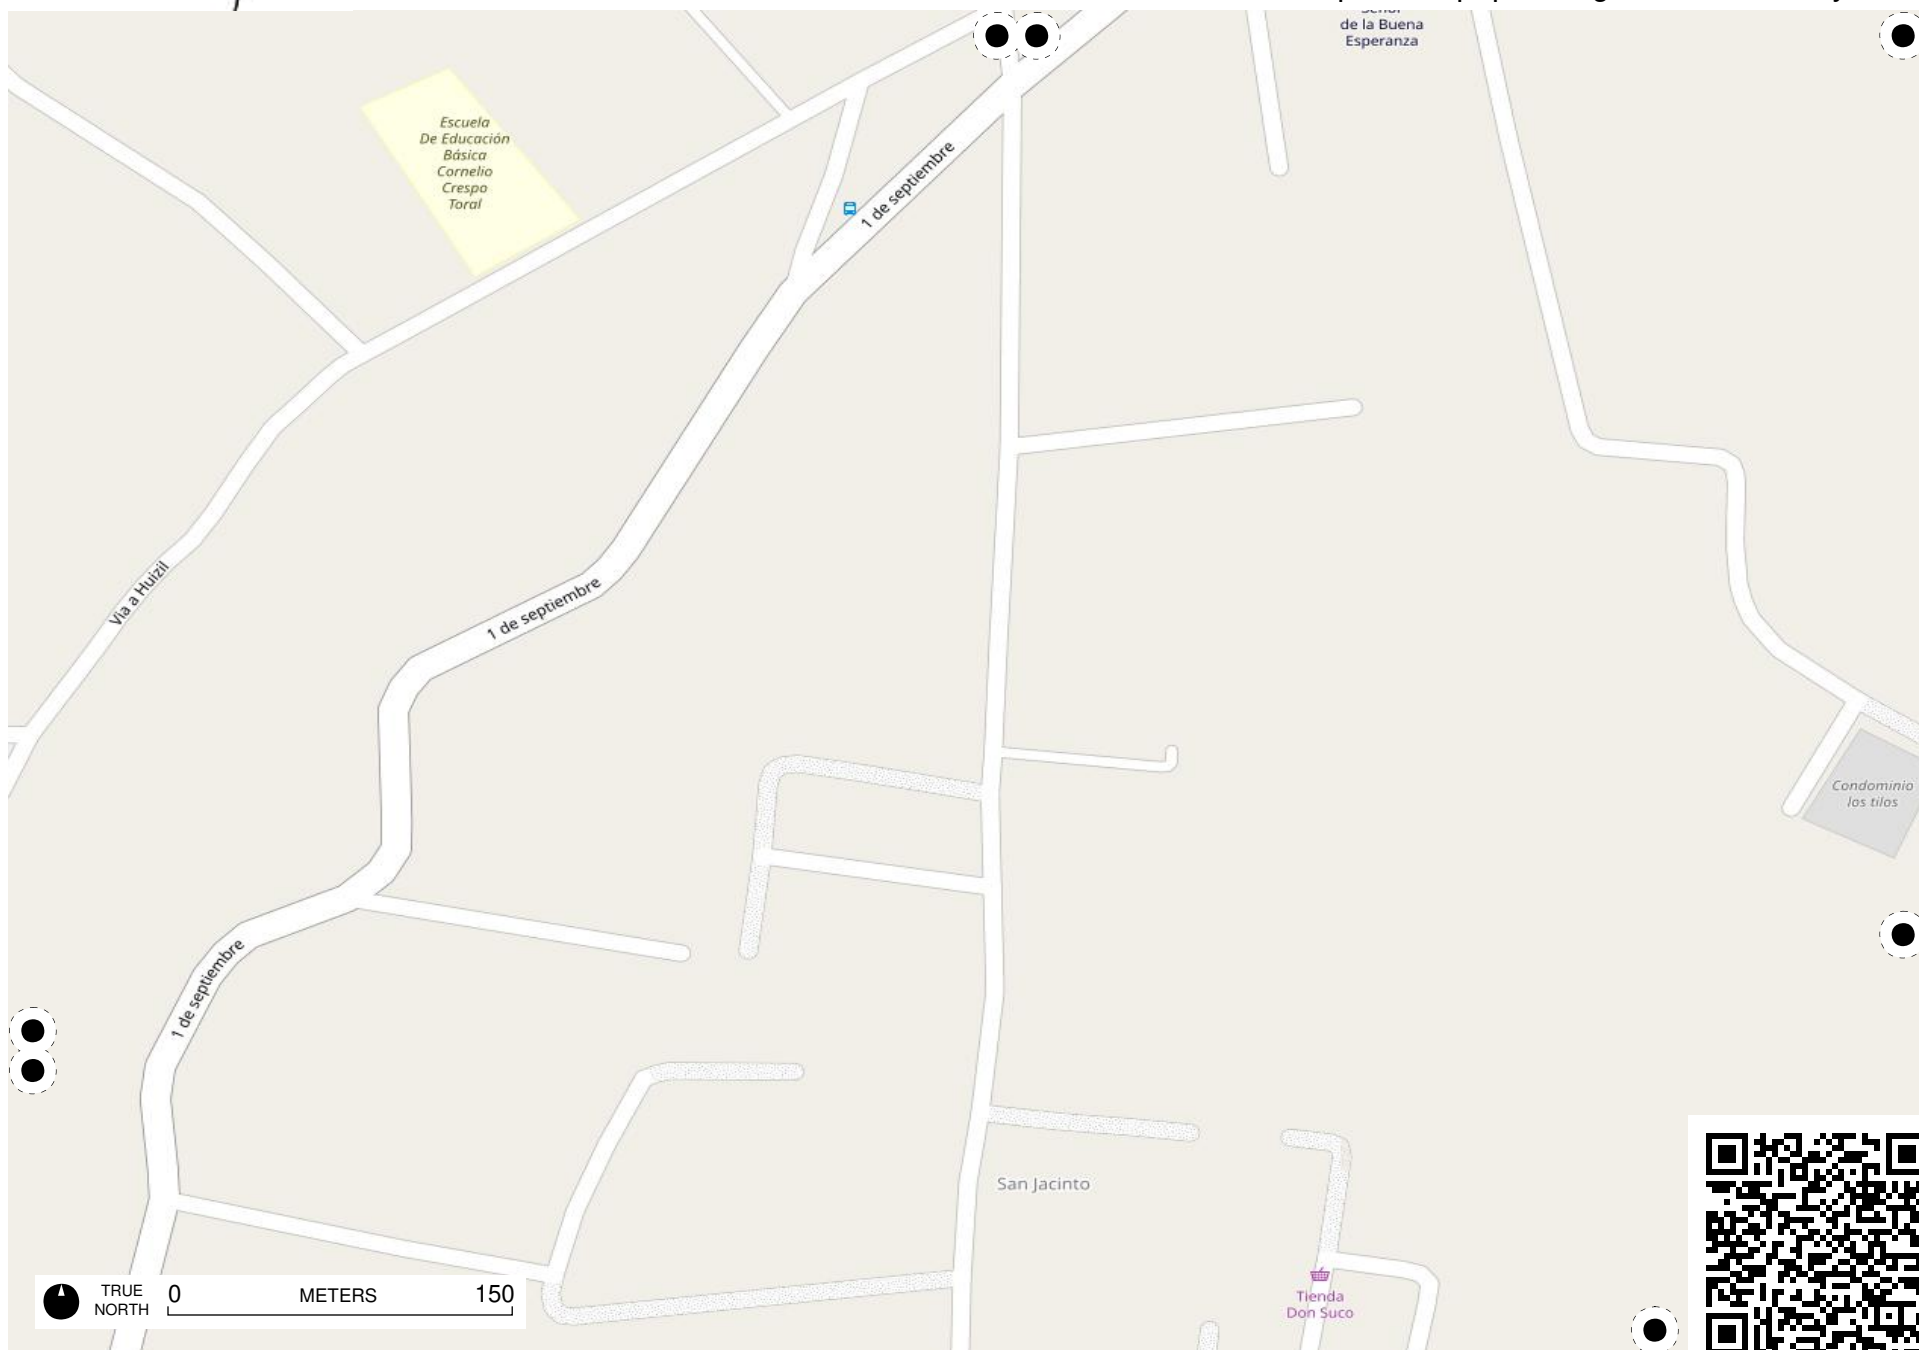 de la Buena
Esperanza
Escuela
De Educación
Básica
Cornelio
Crespo
Toral
1 de septiembre
Via a Huizil
1 de septiembre
Condominio
los tilos
1 de septiembre
San Jacinto
TRUE
NORTH
0
METERS
150
Tienda
Don Suco